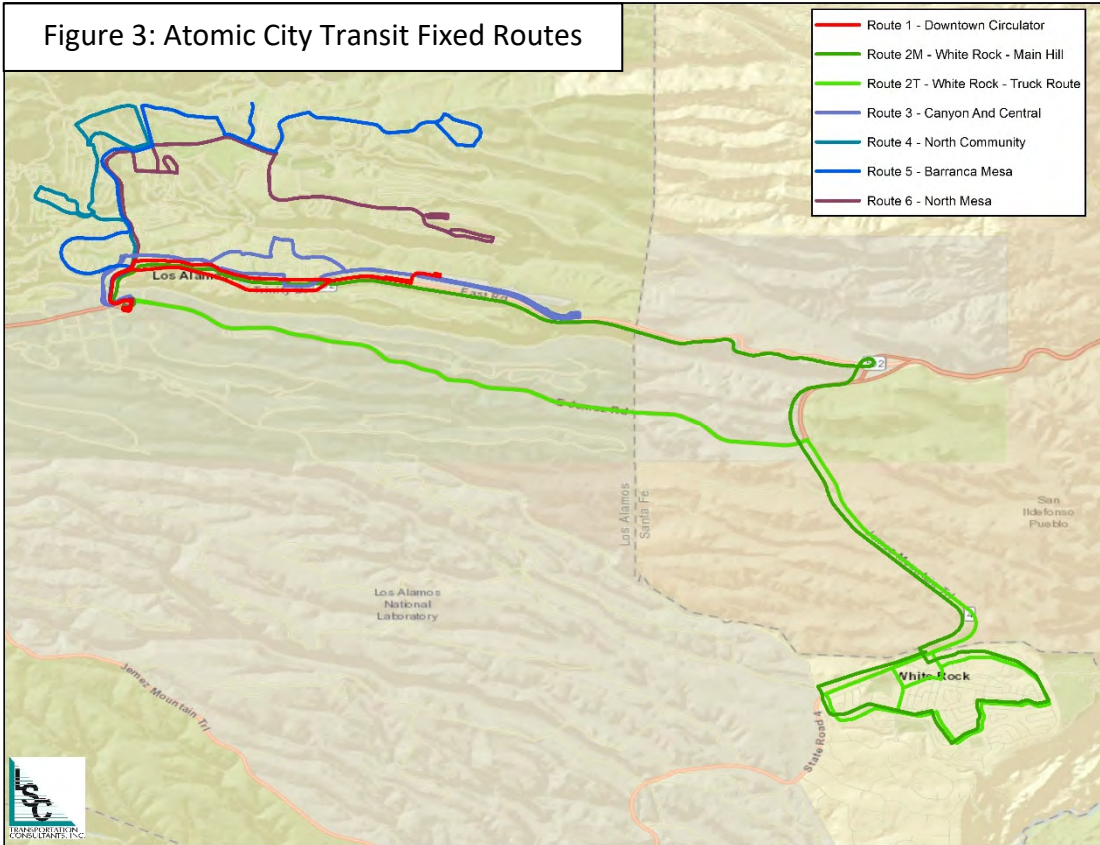 Figure 3: Atomic City Transit Fixed Routes
Route 1 - Downtown Circulator
Route 2M - White Rock - Main Hill
Route 2T - White Rock - Truck Route
Route 3 - Canyon And Central
Route 4 - North Community
Route 5 - Barranca Mesa
Route 6 - North Mesa
Los Alam
East Rd
2
Los Alamos
Santa Fe
San
Ildefonso
Pueblo
Los Alamos
National
Laboratory
4
White Rock
Jemez Mountain Trl
State Road 4
LSC
TRANSPORTATION
CONSULTANTS, INC.